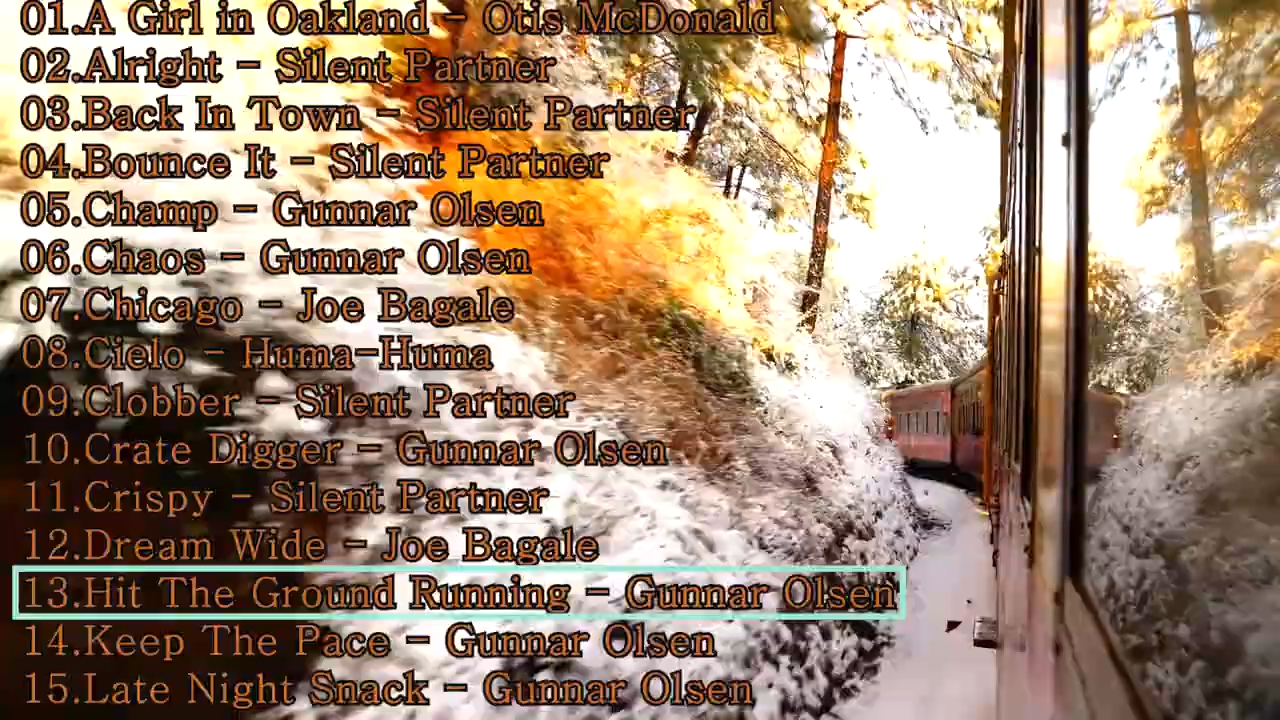 01.A Girl in Oakland - Otis McDonald
02.Alright - Silent Partner
03.Back In Town - Silent Partner
04.Bounce It - Silent Partner
05.Champ - Gunnar Olsen
06.Chaos - Gunnar Olsen
07.Chicago - Joe Bagale
08.Cielo - Huma-Huma
09.Clobber - Silent Partner
10.Crate Digger - Gunnar Olsen
11.Crispy - Silent Partner
12.Dream Wide - Joe Bagale
13.Hit The Ground Running - Gunnar Olsen
14.Keep The Pace - Gunnar Olsen
15.Late Night Snack - Gunnar Olsen